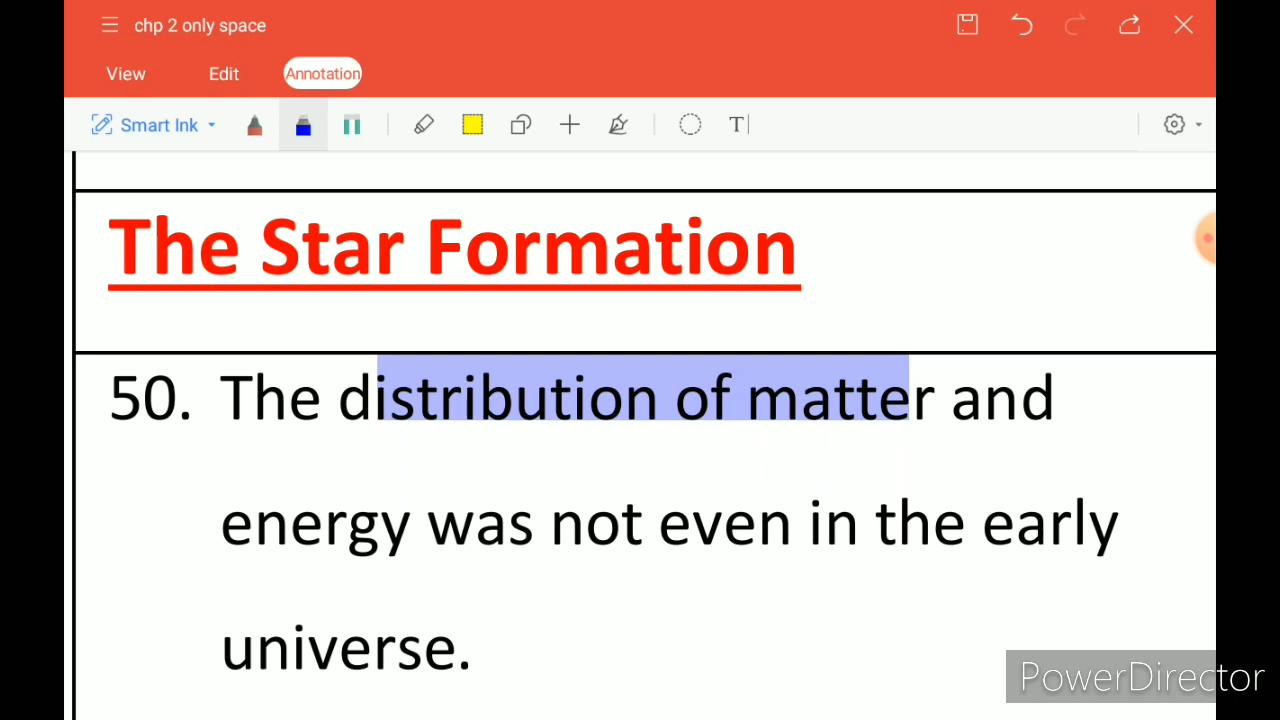 chp 2 only space
View Edit Annotation
Smart Ink T
The Star Formation
50. The distribution of matter and
energy was not even in the early
universe.
PowerDirector